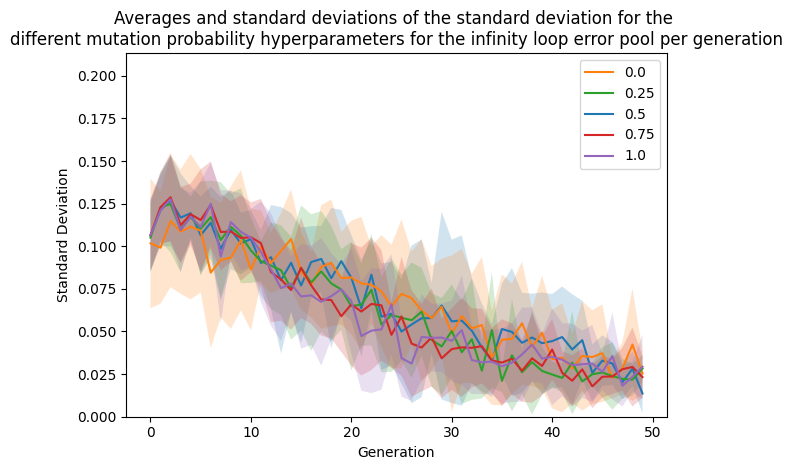 Averages and standard deviations of the standard deviation for the
different mutation probability hyperparameters for the infinity loop error pool per generation
0.200
0.175
0.150
0.125
0.100
0.075
0.050
0.025
0.000
Standard Deviation
0.0
0.25
0.5
0.75
1.0
0 10 20 30 40 50
Generation